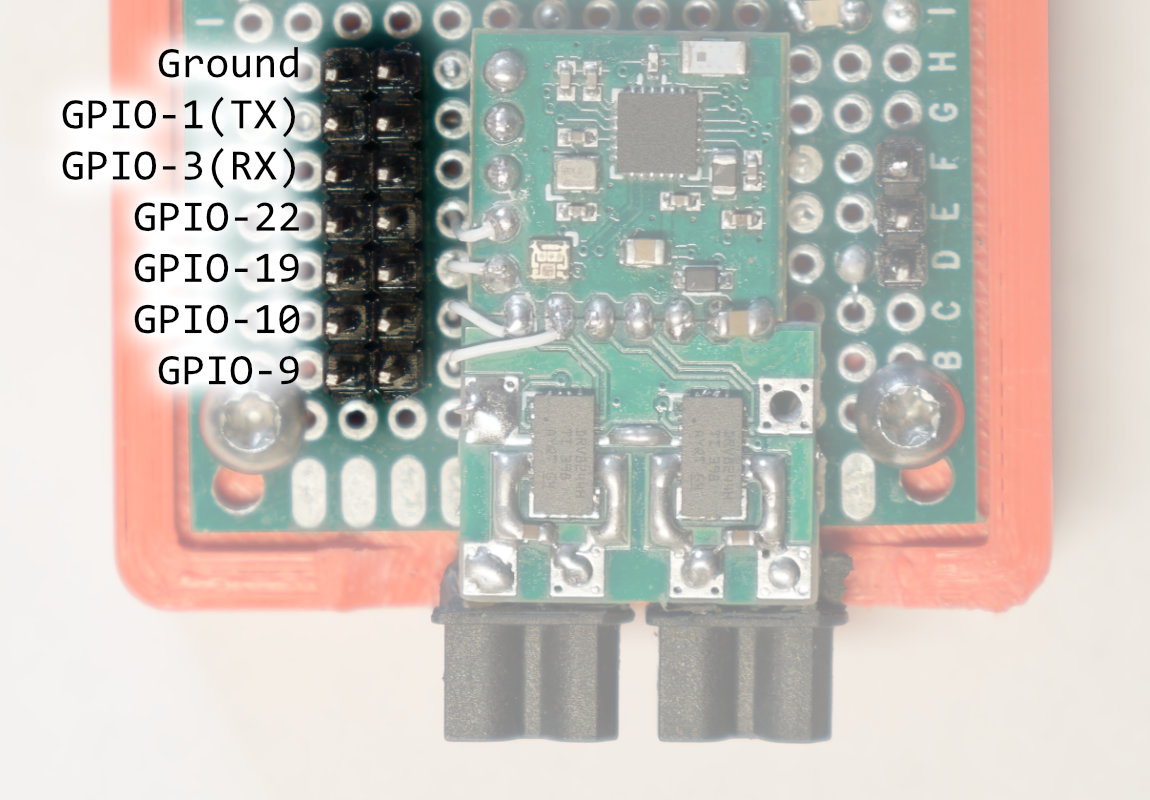 I
I
Ground
H
GPIO-1(TX)
G
GPIO-3(RX)
F
GPIO-22
E
GPIO-19
D
GPIO-10
C
GPIO-9
B